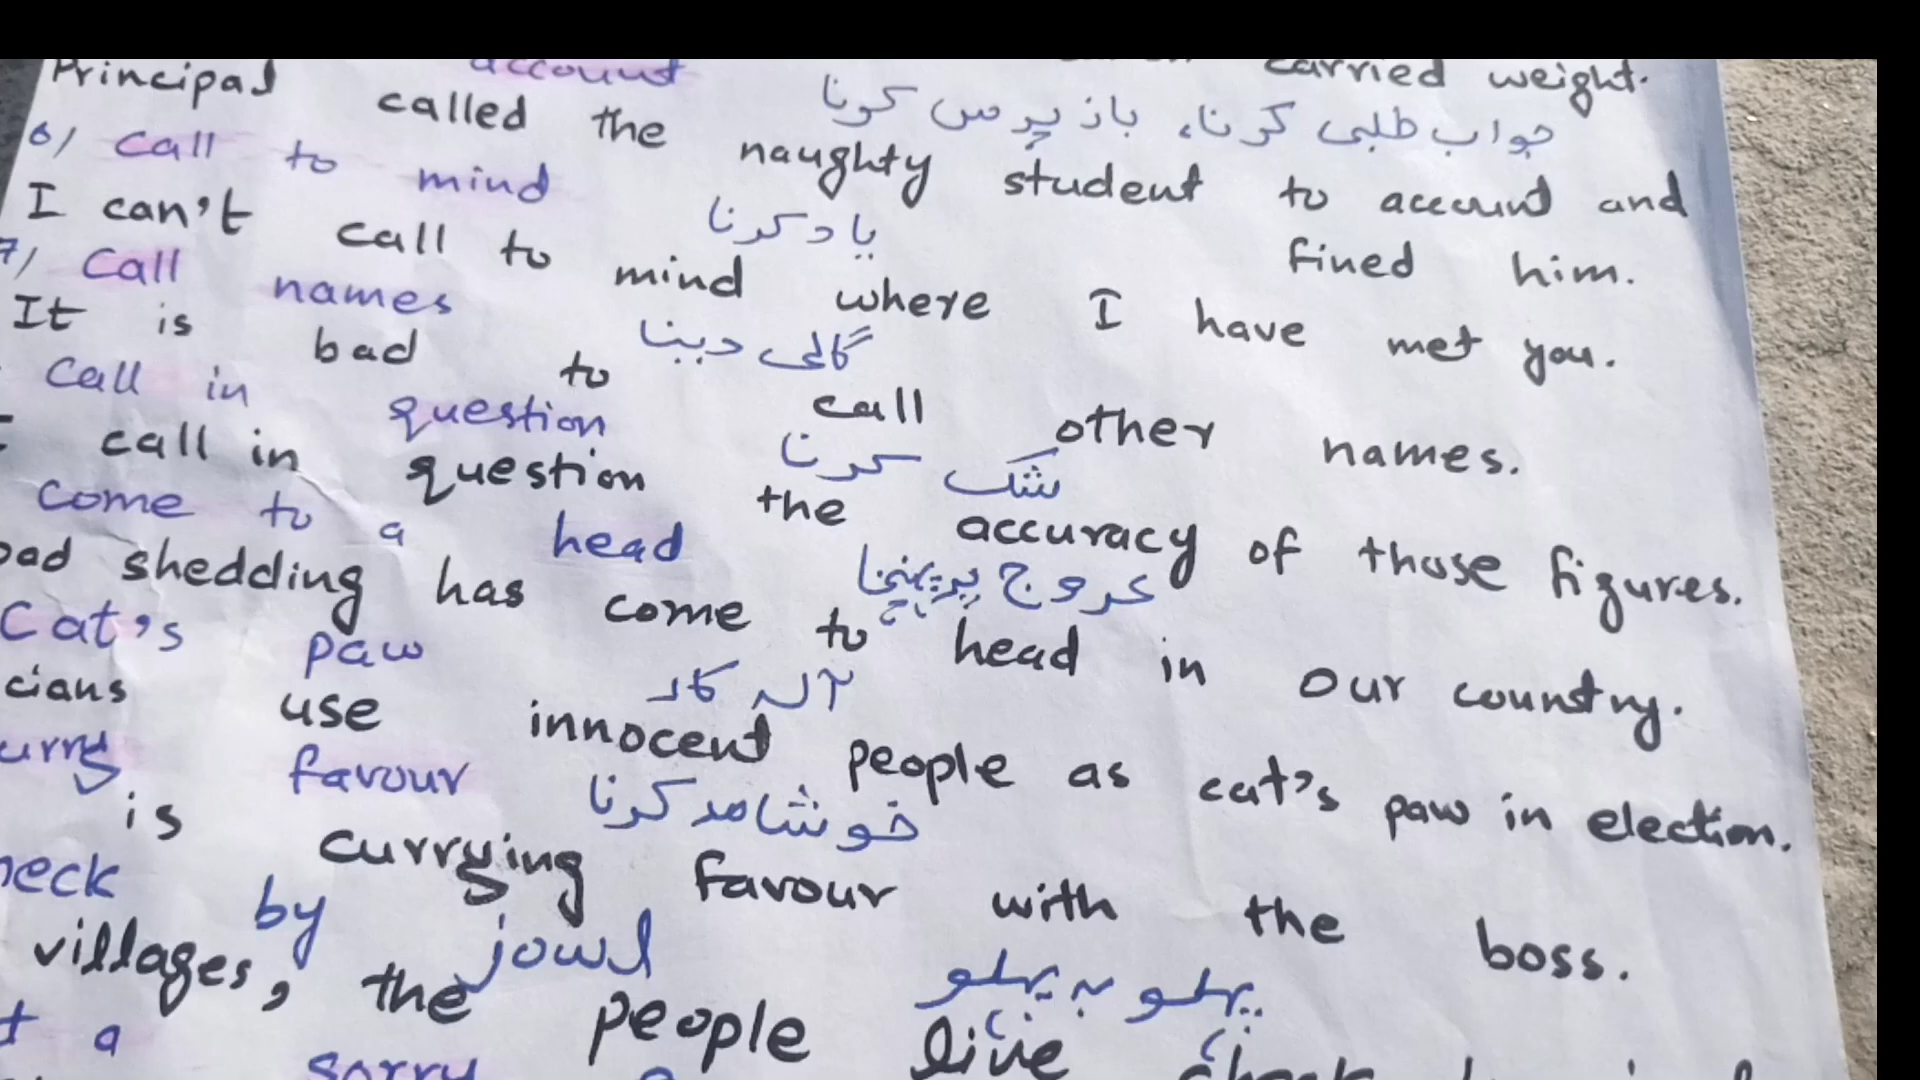 account carried weight.
جواب طلبی کرنا، باز پرس کرنا
Principal called the naughty student to account and
fined him.
6/ Call to mind یاد کرنا
I can't call to mind where I have met you.
7/ Call names گالی دینا
It is bad to call other names.
Call in question شک کرنا
call in question the accuracy of those figures.
Come to a head عروج پر پہنچنا
shedding has come to head in our country.
Cat's paw آلہ کار
cians use innocent people as cat's paw in election.
urry favour خوشامد کرنا
is currying favour with the boss.
heck by jowl پہلو بہ پہلو
villages, the people live cheek
t a sorry